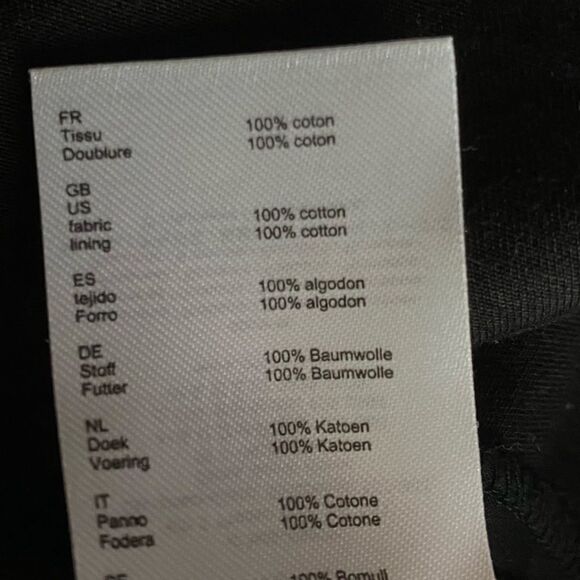 FR
Tissu 100% coton
Doublure 100% coton
GB
US
fabric 100% cotton
lining 100% cotton
ES
tejido 100% algodon
Forro 100% algodon
DE
Stoff 100% Baumwolle
Futter 100% Baumwolle
NL
Doek 100% Katoen
Voering 100% Katoen
IT
Panno 100% Cotone
Fodera 100% Cotone
SE
100% Bomull